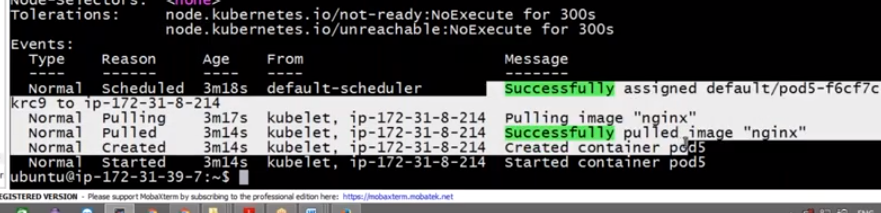 Node-Selectors:  <none>
Tolerations:     node.kubernetes.io/not-ready:NoExecute for 300s
                 node.kubernetes.io/unreachable:NoExecute for 300s
Events:
  Type    Reason     Age    From                      Message
  ----    ------     ----   ----                      -------
  Normal  Scheduled  3m18s  default-scheduler         Successfully assigned default/pod5-f6cf7c
krc9 to ip-172-31-8-214
  Normal  Pulling    3m17s  kubelet, ip-172-31-8-214  Pulling image "nginx"
  Normal  Pulled     3m14s  kubelet, ip-172-31-8-214  Successfully pulled image "nginx"
  Normal  Created    3m14s  kubelet, ip-172-31-8-214  Created container pod5
  Normal  Started    3m14s  kubelet, ip-172-31-8-214  Started container pod5
ubuntu@ip-172-31-39-7:~$
EGISTERED VERSION - Please support MobaXterm by subscribing to the professional edition here: https://mobaxterm.mobatek.net